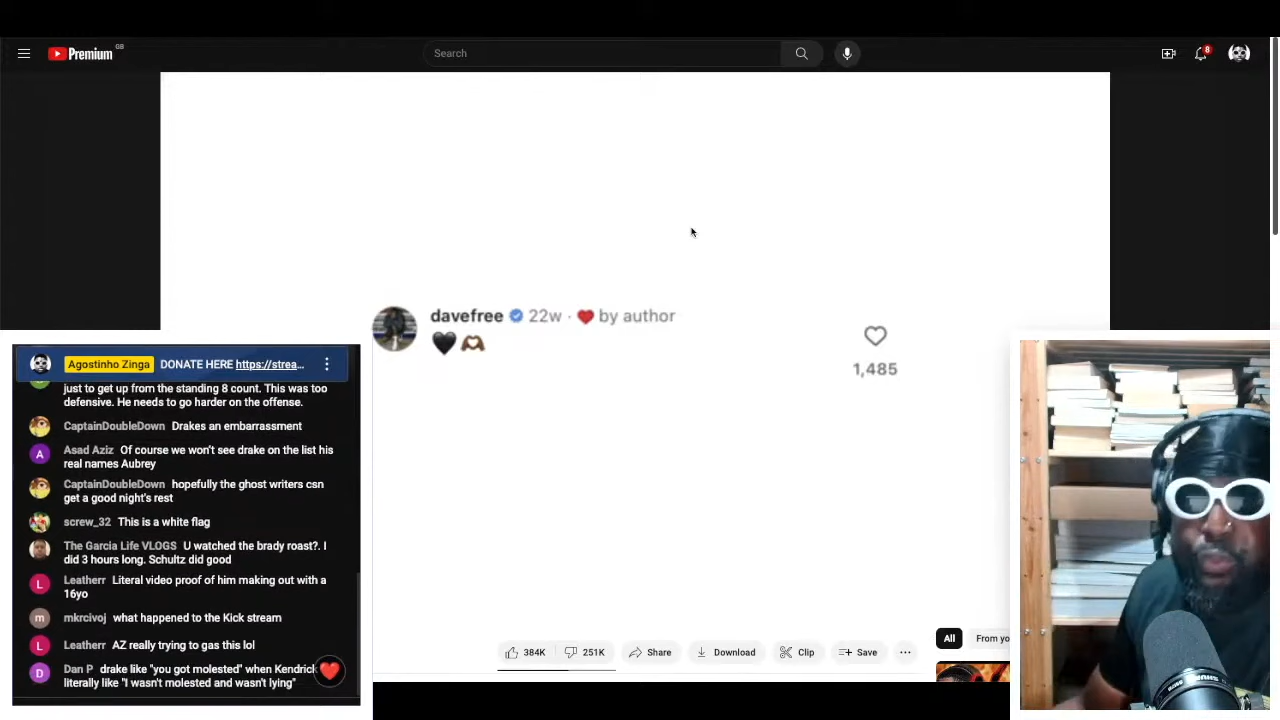 Premium GB
Search
8
davefree 22w · ❤️ by author
🖤🫶🏾
1,485
Agostinho Zinga DONATE HERE https://strea...
just to get up from the standing 8 count. This was too
defensive. He needs to go harder on the offense.
CaptainDoubleDown Drakes an embarrassment
Asad Aziz Of course we won't see drake on the list his
real names Aubrey
CaptainDoubleDown hopefully the ghost writers csn
get a good night's rest
screw_32 This is a white flag
The Garcia Life VLOGS U watched the brady roast?. I
did 3 hours long. Schultz did good
Leatherr Literal video proof of him making out with a
16yo
mkrcivoj what happened to the Kick stream
Leatherr AZ really trying to gas this lol
Dan P drake like "you got molested" when Kendrick
literally like "I wasn't molested and wasn't lying"
384K 251K Share Download Clip Save ...
All From yo
SHURE